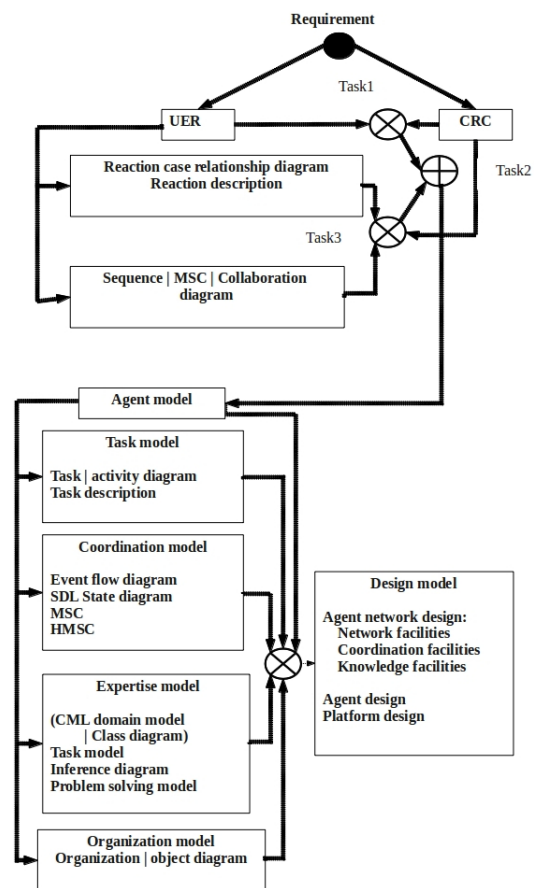 Requirement
Task1
UER
CRC
Task2
Reaction case relationship diagram
Reaction description
Task3
Sequence | MSC | Collaboration
diagram
Agent model
Task model
Task | activity diagram
Task description
Coordination model
Event flow diagram
SDL State diagram
MSC
HMSC
Design model
Agent network design:
Network facilities
Coordination facilities
Knowledge facilities
Agent design
Platform design
Expertise model
(CML domain model
| Class diagram)
Task model
Inference diagram
Problem solving model
Organization model
Organization | object diagram